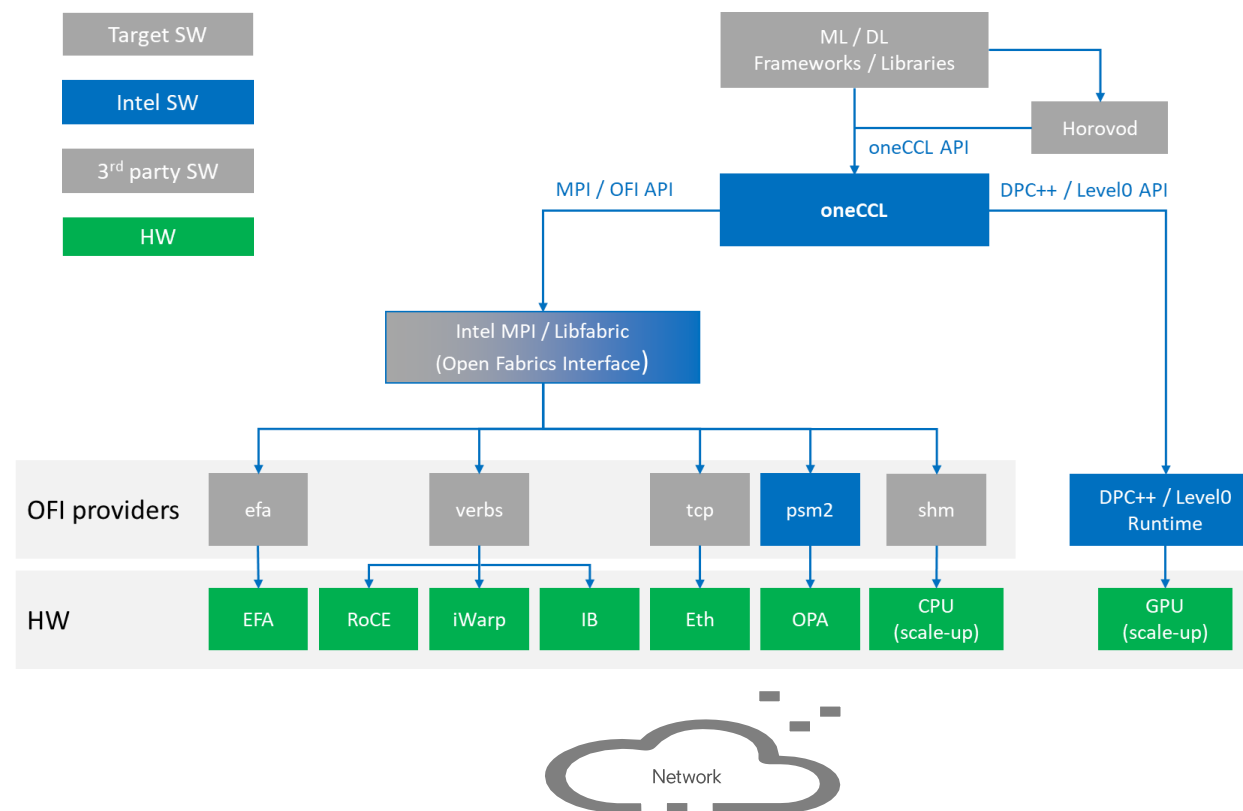 Target SW
Intel SW
3rd party SW
HW
ML / DL
Frameworks / Libraries
Horovod
oneCCL API
MPI / OFI API
oneCCL
DPC++ / Level0 API
Intel MPI / Libfabric
(Open Fabrics Interface)
OFI providers
efa
verbs
tcp
psm2
shm
DPC++ / Level0
Runtime
HW
EFA
RoCE
iWarp
IB
Eth
OPA
CPU
(scale-up)
GPU
(scale-up)
Network